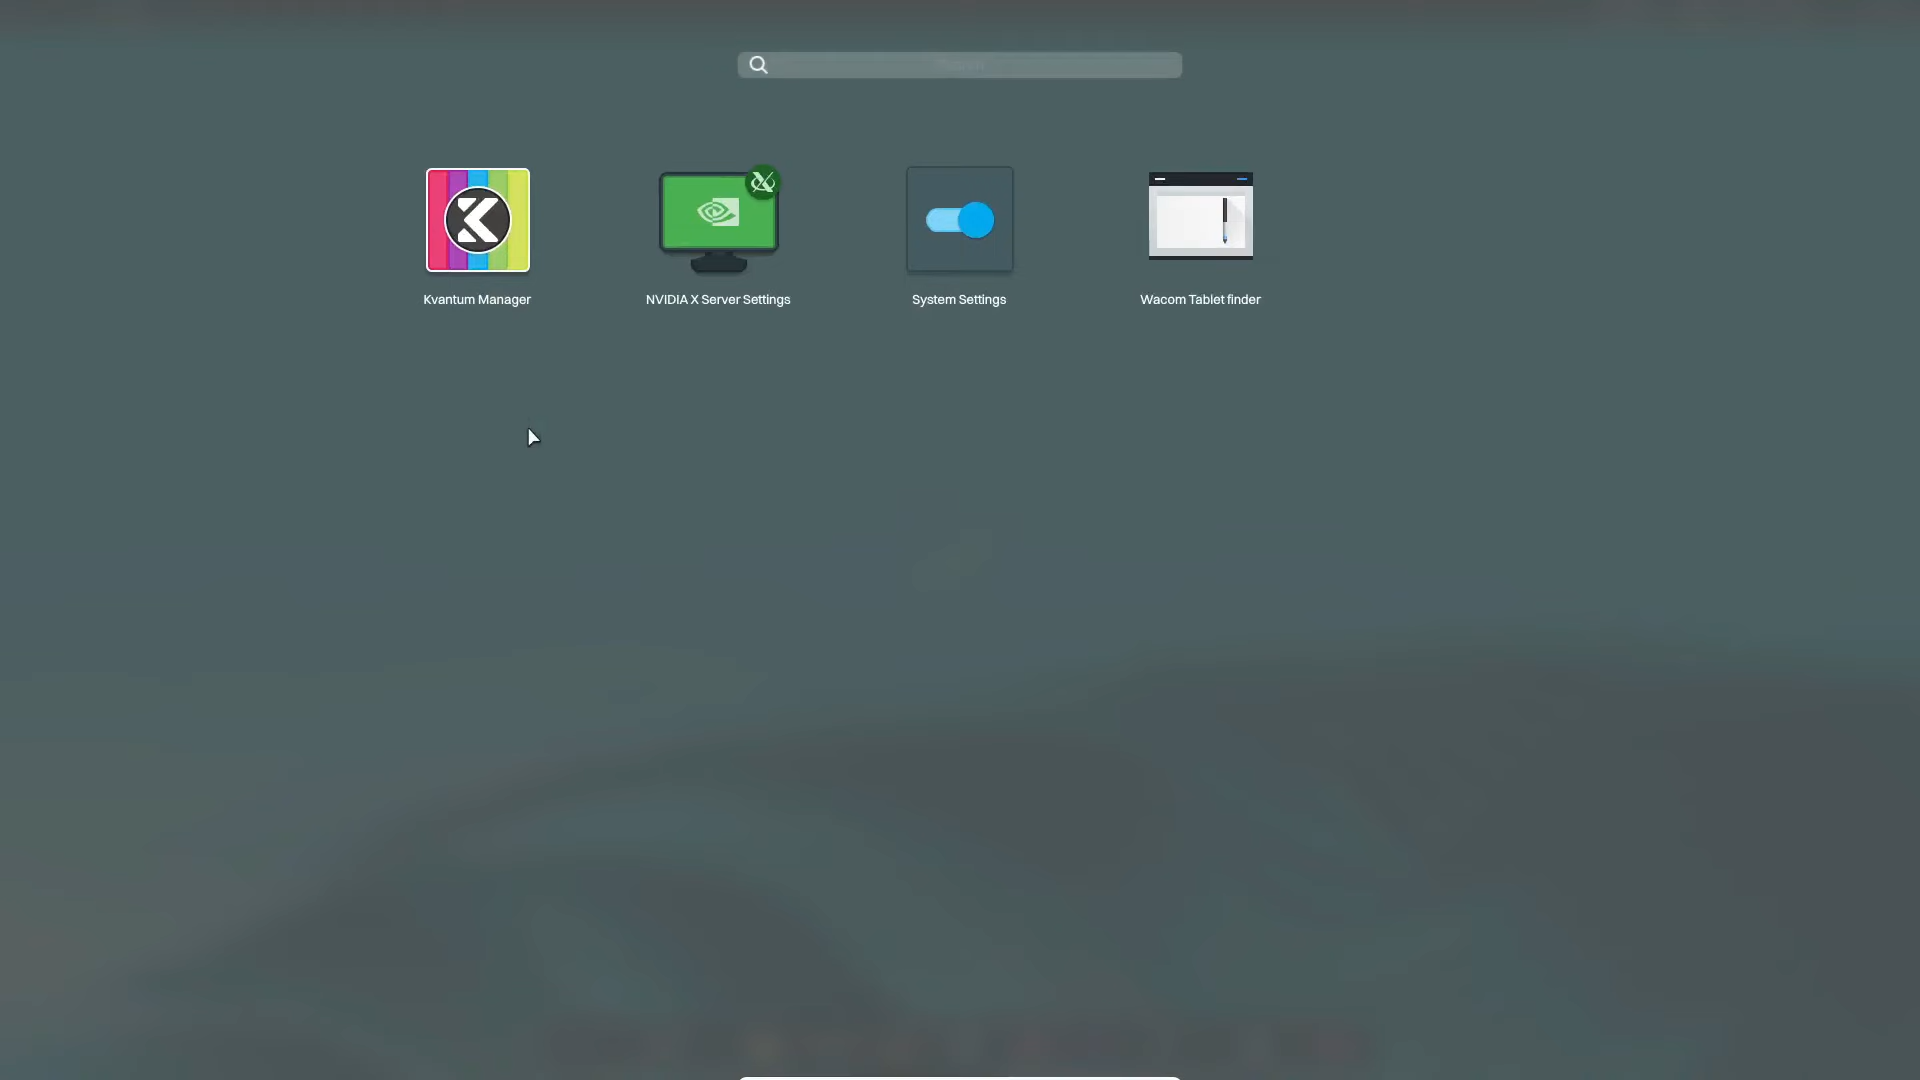 Kvantum Manager
NVIDIA X Server Settings
System Settings
Wacom Tablet finder